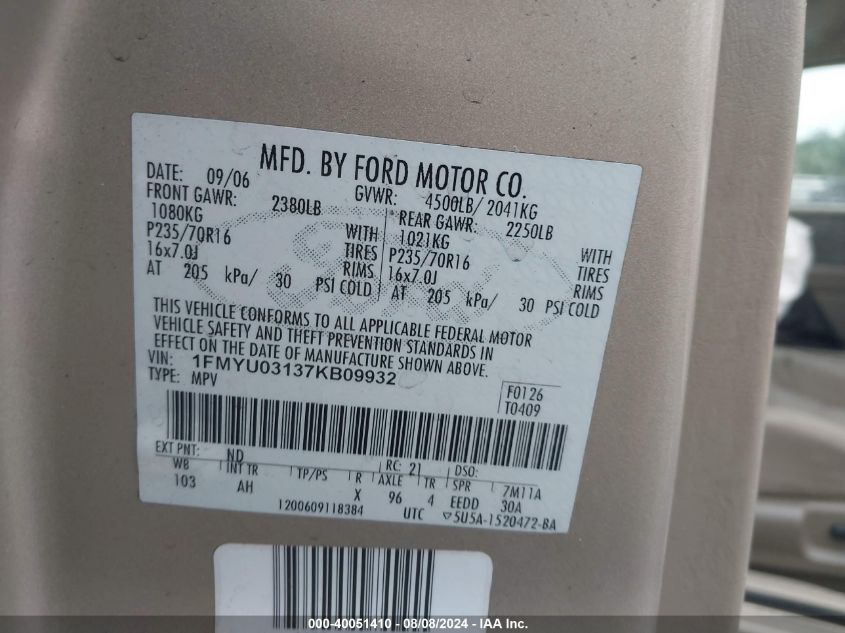 MFD. BY FORD MOTOR CO.
DATE: 09/06 GVWR: 4500LB/ 2041KG
FRONT GAWR: 2380LB REAR GAWR: 2250LB
1080KG WITH 1021KG WITH
P235/70R16 TIRES P235/70R16 TIRES
16x7.0J RIMS 16x7.0J RIMS
AT 205 kPa/ 30 PSI COLD AT 205 kPa/ 30 PSI COLD
THIS VEHICLE CONFORMS TO ALL APPLICABLE FEDERAL MOTOR
VEHICLE SAFETY AND THEFT PREVENTION STANDARDS IN
EFFECT ON THE DATE OF MANUFACTURE SHOWN ABOVE.
VIN: 1FMYU03137KB09932
TYPE: MPV
F0126
T0409
EXT PNT: ND RC: 21 DSO:
WB INT TR TP/PS R AXLE TR SPR 7M11A
103 AH X 96 4 EEDD 30A
1200609118384 UTC 5U5A-1520472-BA
000-40051410 - 08/08/2024 - IAA Inc.